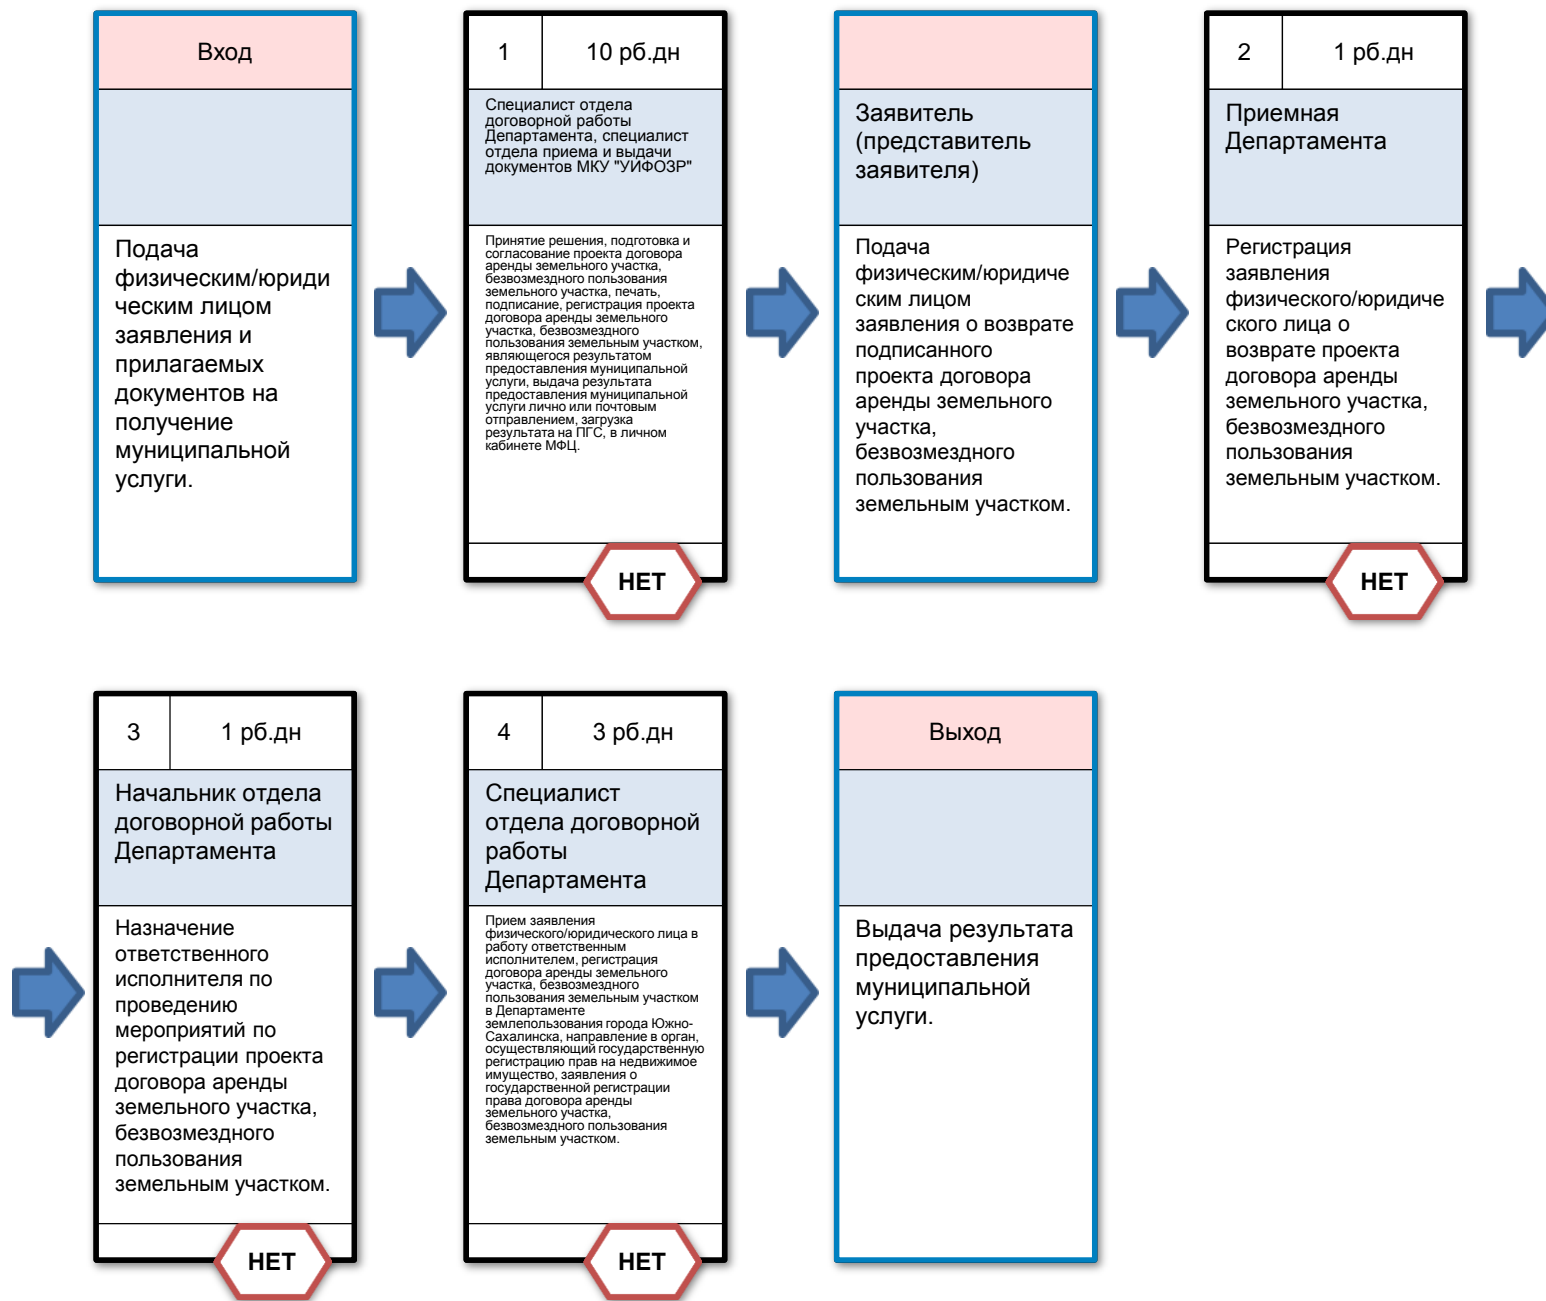 Вход
Подача
физическим/юриди
ческим лицом
заявления и
прилагаемых
документов на
получение
муниципальной
услуги.
1
10 рб.дн
Специалист отдела
договорной работы
Департамента, специалист
отдела приема и выдачи
документов МКУ "УИФОЗР"
Принятие решения, подготовка и
согласование проекта договора
аренды земельного участка,
безвозмездного пользования
земельного участка, печать,
подписание, регистрация проекта
договора аренды земельного
участка, безвозмездного
пользования земельным участком,
являющегося результатом
предоставления муниципальной
услуги, выдача результата
предоставления муниципальной
услуги лично или почтовым
отправлением, загрузка
результата на ПГС, в личном
кабинете МФЦ.
НЕТ
Заявитель
(представитель
заявителя)
Подача
физическим/юридиче
ским лицом
заявления о возврате
подписанного
проекта договора
аренды земельного
участка,
безвозмездного
пользования
земельным участком.
2
1 рб.дн
Приемная
Департамента
Регистрация
заявления
физического/юридиче
ского лица о
возврате проекта
договора аренды
земельного участка,
безвозмездного
пользования
земельным участком.
НЕТ
3
1 рб.дн
Начальник отдела
договорной работы
Департамента
Назначение
ответственного
исполнителя по
проведению
мероприятий по
регистрации проекта
договора аренды
земельного участка,
безвозмездного
пользования
земельным участком.
НЕТ
4
3 рб.дн
Специалист
отдела договорной
работы
Департамента
Прием заявления
физического/юридического лица в
работу ответственным
исполнителем, регистрация
договора аренды земельного
участка, безвозмездного
пользования земельным участком
в Департаменте
землепользования города Южно-
Сахалинска, направление в орган,
осуществляющий государственную
регистрацию прав на недвижимое
имущество, заявления о
государственной регистрации
права договора аренды
земельного участка,
безвозмездного пользования
земельным участком.
НЕТ
Выход
Выдача результата
предоставления
муниципальной
услуги.